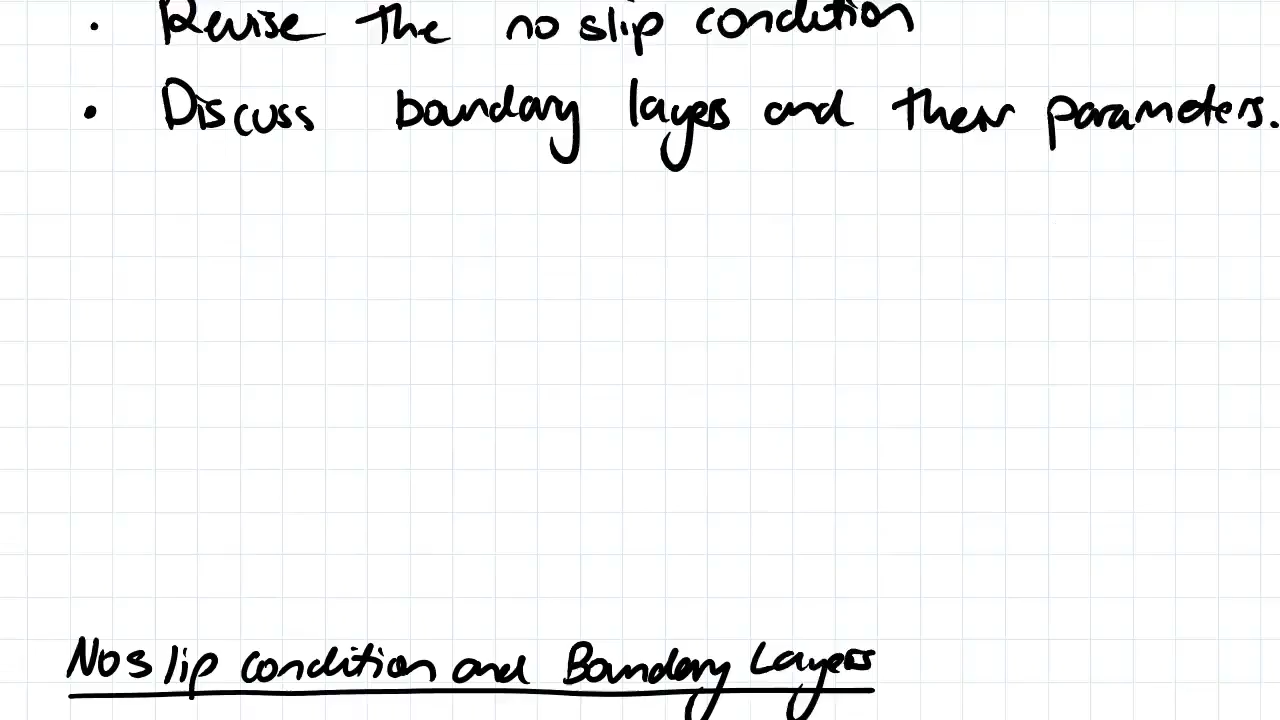 • Revise the no slip condition
• Discuss boundary layers and their parameters.
No slip condition and Boundary Layers